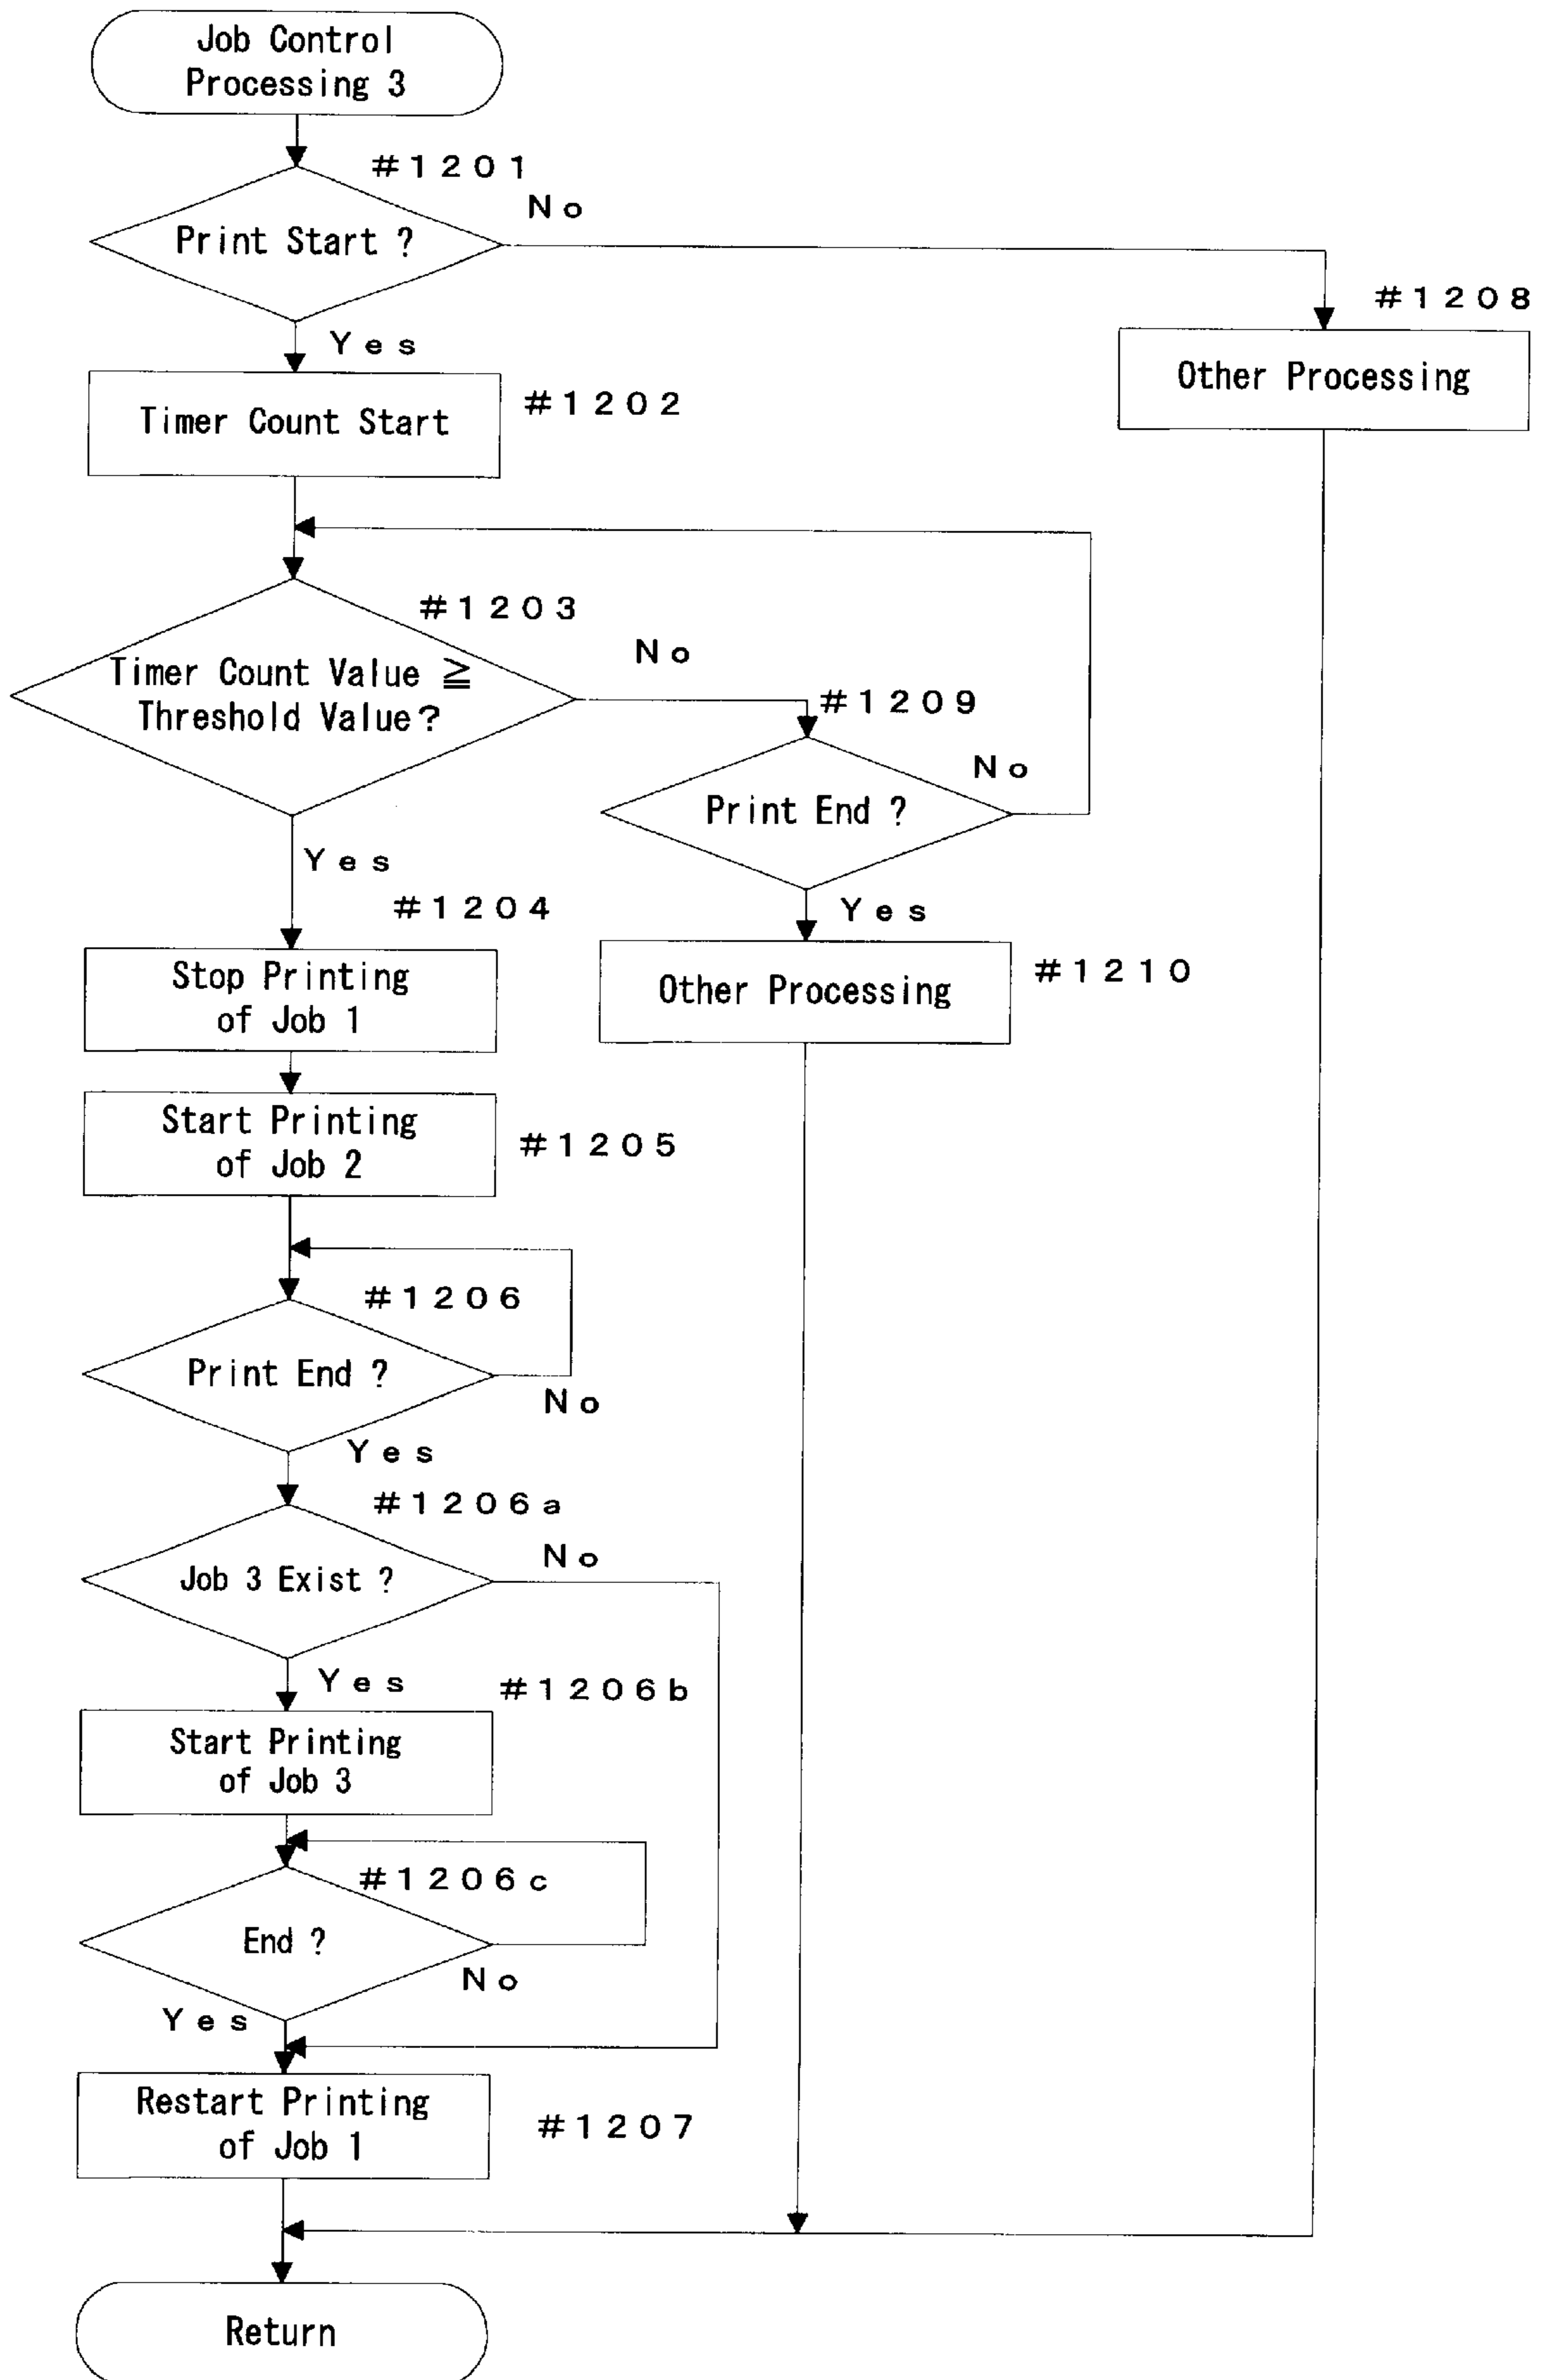 Job Control
Processing 3
#1201
No
Print Start ?
#1208
Yes
Other Processing
#1202
Timer Count Start
#1203
No
Timer Count Value ≧
Threshold Value?
#1209
No
Print End ?
Yes
#1204
Yes
Stop Printing
of Job 1
Other Processing
#1210
Start Printing
of Job 2
#1205
#1206
Print End ?
No
Yes
#1206a
No
Job 3 Exist ?
Yes
#1206b
Start Printing
of Job 3
#1206c
End ?
No
Yes
Restart Printing
of Job 1
#1207
Return